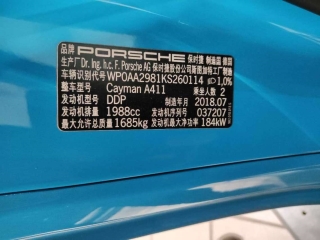 品牌 PORSCHE 保时捷 制造国 德国
生产厂 Dr. Ing. h.c. F. Porsche AG 保时捷股份公司斯图加特工厂
车辆识别代号 WP0AA2981KS260114 1.0%
整车型号 Cayman A411 乘坐人数 2
发动机型号 DDP 制造年月 2018.07
发动机排量 1988cc 发动机序列号 037207
最大允许总质量 1685kg 发动机最大净功率 184kW